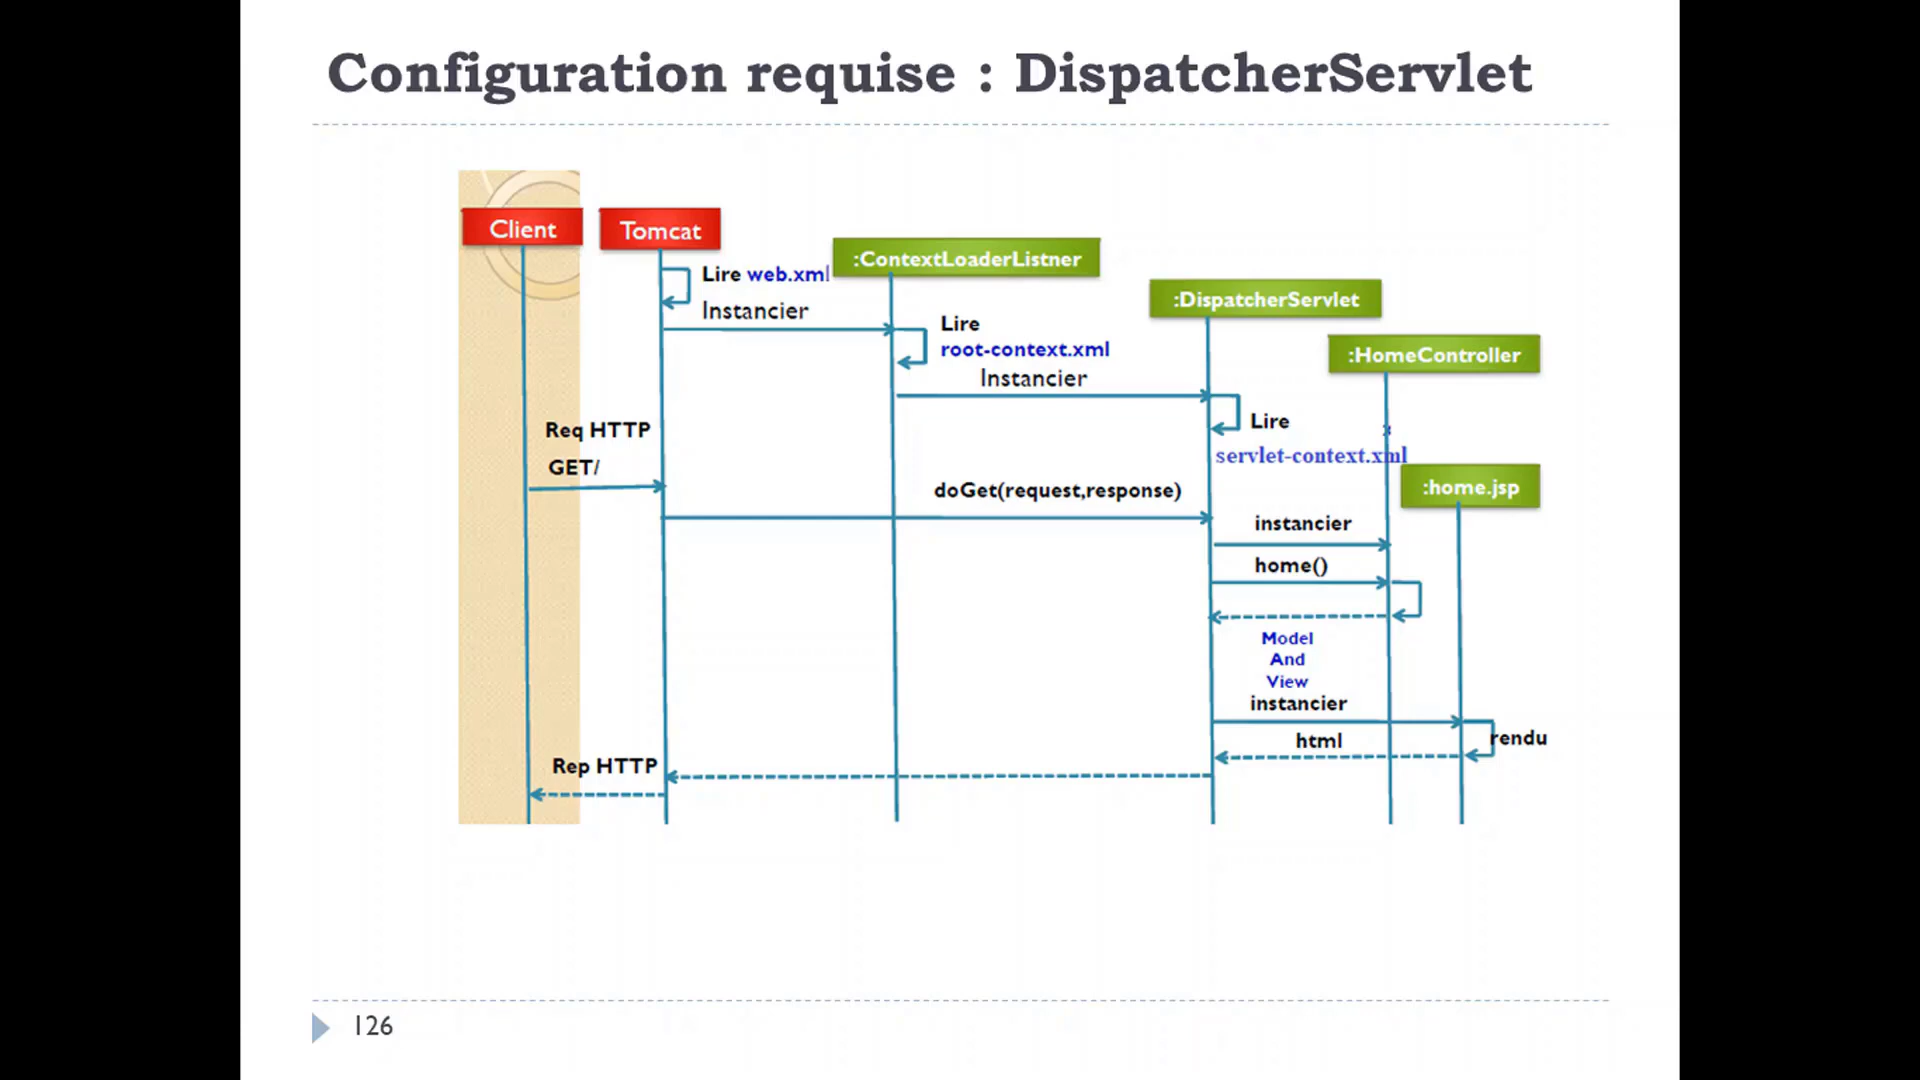 Configuration requise : DispatcherServlet
Client
Tomcat
:ContextLoaderListner
Lire web.xml
:DispatcherServlet
Instancier
Lire
root-context.xml
:HomeController
Instancier
Lire
servlet-context.xml
Req HTTP
GET/
:home.jsp
doGet(request,response)
instancier
home()
Model
And
View
instancier
html
rendu
Rep HTTP
126